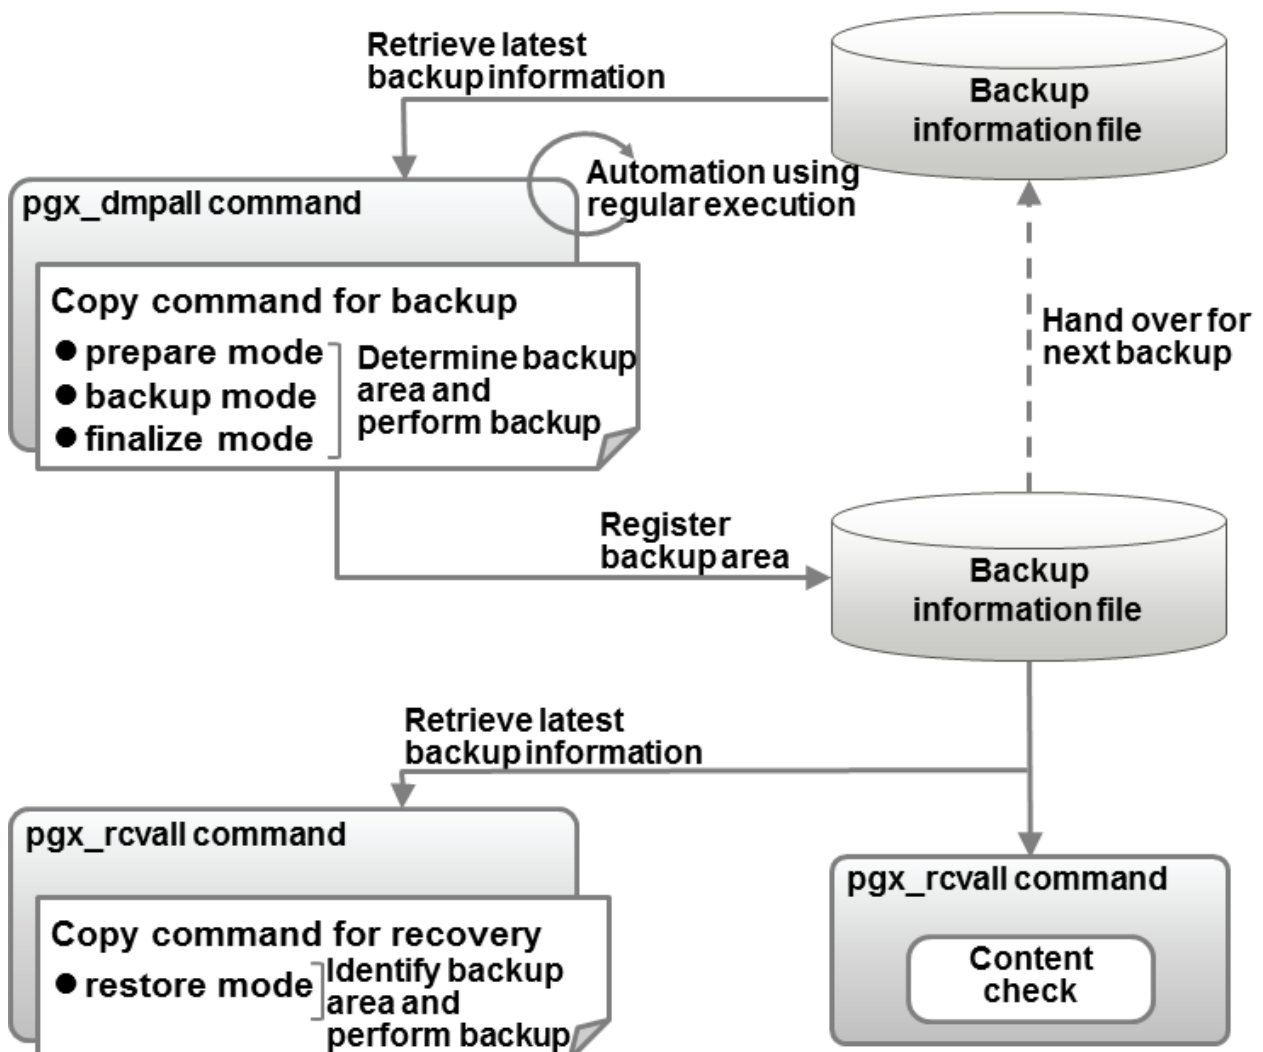 Retrieve latest
backup information
Backup
information file
Automation using
regular execution
pgx_dmpall command
Copy command for backup
● prepare mode
● backup mode
● finalize mode
Determine backup
area and
perform backup
Hand over for
next backup
Register
backup area
Backup
information file
Retrieve latest
backup information
pgx_rcvall command
Copy command for recovery
● restore mode
Identify backup
area and
perform backup
pgx_rcvall command
Content
check